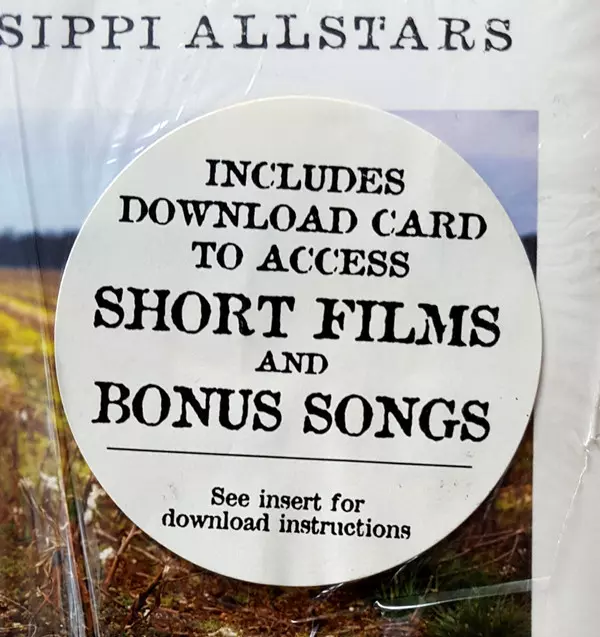 SIPPI ALLSTARS
INCLUDES
DOWNLOAD CARD
TO ACCESS
SHORT FILMS
AND
BONUS SONGS
See insert for
download instructions